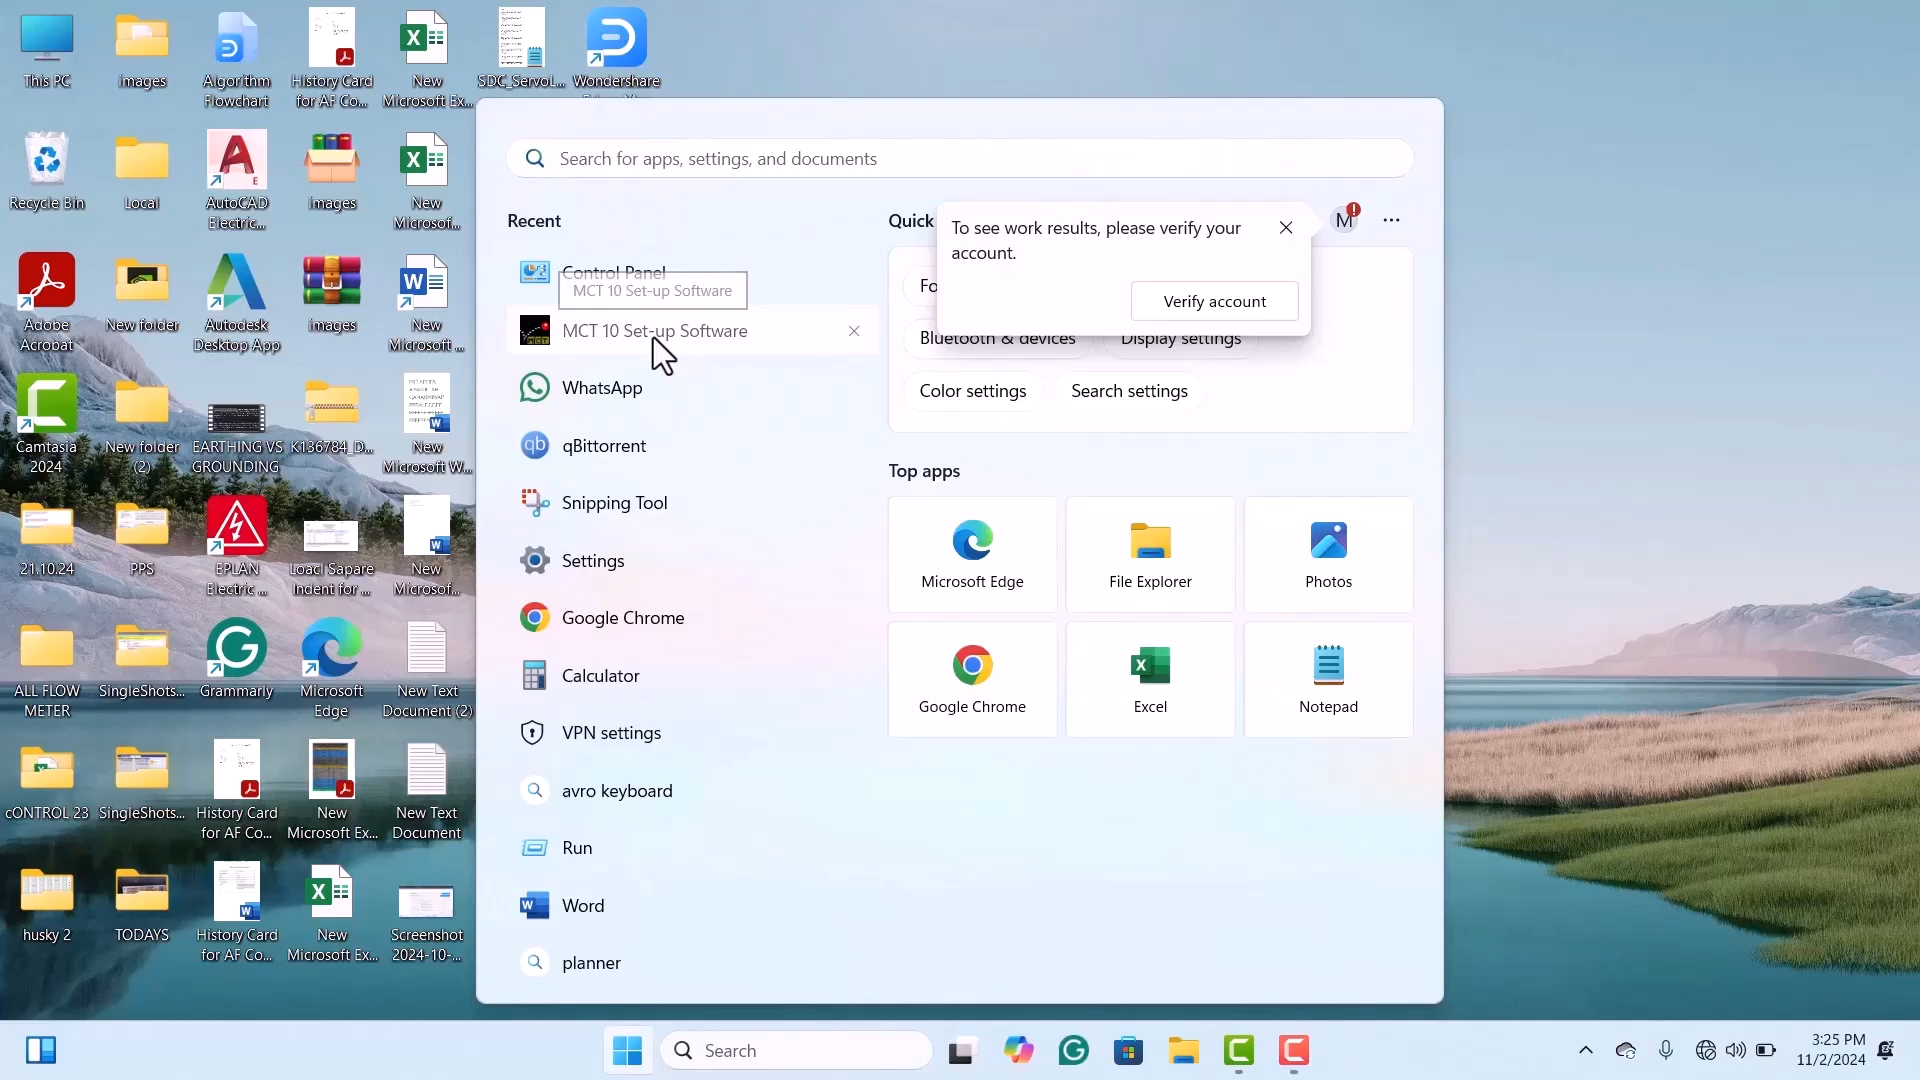 This PC
images
Algorithm
Flowchart
History Card
for AF Co...
New
Microsoft Ex...
SDC_ServoL...
Wondershare
Recycle Bin
Local
AutoCAD
Electric...
images
New
Microsof...
Adobe
Acrobat
New folder
Autodesk
Desktop App
images
New
Microsoft ...
Camtasia
2024
New folder
(2)
EARTHING VS
GROUNDING
K136784_D...
New
Microsoft W...
21.10.24
PPS
EPLAN
Electric ...
Loacl Sapare
Indent for ...
New
Microsof...
ALL FLOW
METER
SingleShots...
Grammarly
Microsoft
Edge
New Text
Document (2)
cONTROL 23
SingleShots...
History Card
for AF Co...
New
Microsoft Ex...
New Text
Document
husky 2
TODAYS
History Card
for AF Co...
New
Microsoft Ex...
Screenshot
2024-10-...
Search for apps, settings, and documents
Recent
Control Panel
MCT 10 Set-up Software
MCT 10 Set-up Software
WhatsApp
qBittorrent
Snipping Tool
Settings
Google Chrome
Calculator
VPN settings
avro keyboard
Run
Word
planner
Quick
To see work results, please verify your
account.
Verify account
M
Fo
Bluetooth & devices
Display settings
Color settings
Search settings
Top apps
Microsoft Edge
File Explorer
Photos
Google Chrome
Excel
Notepad
Search
3:25 PM
11/2/2024